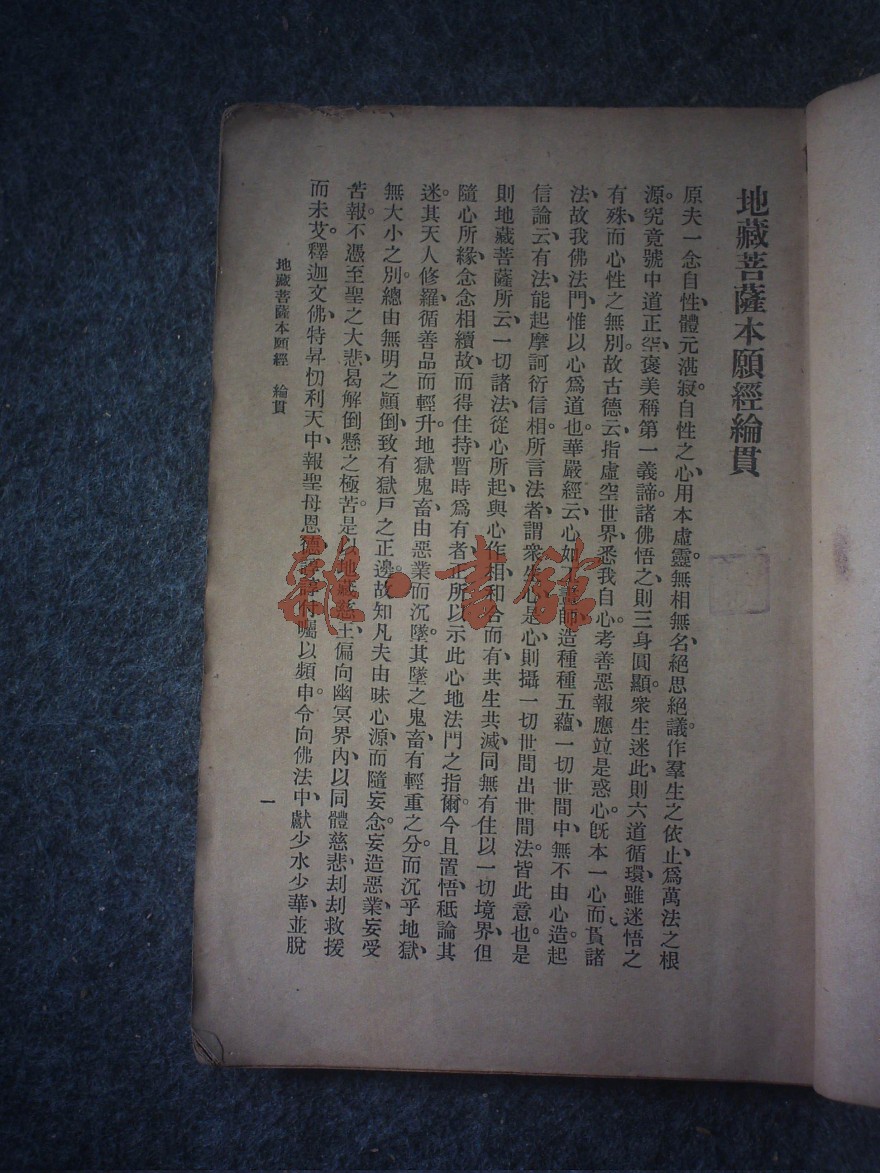 地藏菩薩本願經綸貫
原夫一念自性、體元湛寂。自性之心、用本虛靈。無相無名、絕思絕議。作羣生之依止、爲萬法之根
源。究竟號中道正、褒美稱第一義諦。諸佛悟之、則三身圓顯。衆生迷此、則六道循環、雖迷悟之
有殊、而心性之無別。故古德云、指虛空世界、悉我自心。考善惡報應、竝是惑心。旣本一心而貫諸
法、故我佛法門、惟以心爲道也。華嚴經云、心如工畫師、造種種五蘊、一切世間中、無不由心造。起
信論云、有法、能起摩訶衍信相。所言法者、謂衆生心、是心則攝一切世間出世間法。皆此意也。是
則地藏菩薩所云、一切諸法、從心所起、與心作相、和合而有、共生共滅、同無有住、以一切境界、但
隨心所緣、念念相續故、而得住持、暫時爲有者、正所以示此心地法門之指爾。今且置悟秪論其
迷。其天人修羅、循善品而輕升。地獄鬼畜、由惡業而沉墜。其墜之鬼畜、有輕重之分。而沉乎地獄、
無大小之別。總由無明之顚倒、致有獄戶之正邊。故知凡夫由昧心源、而隨妄念、妄造惡業、妄受
苦報。不憑至聖之大悲、曷解倒懸之極苦。是以地藏慈士、偏向幽冥界內、以同體慈悲、刦刦救援
而未艾。釋迦文佛、特昇忉利天中、報聖母恩德、付囑以頻申。令向佛法中、獻少水少華、並脫
地藏菩薩本願經　綸貫
一
雜·書館